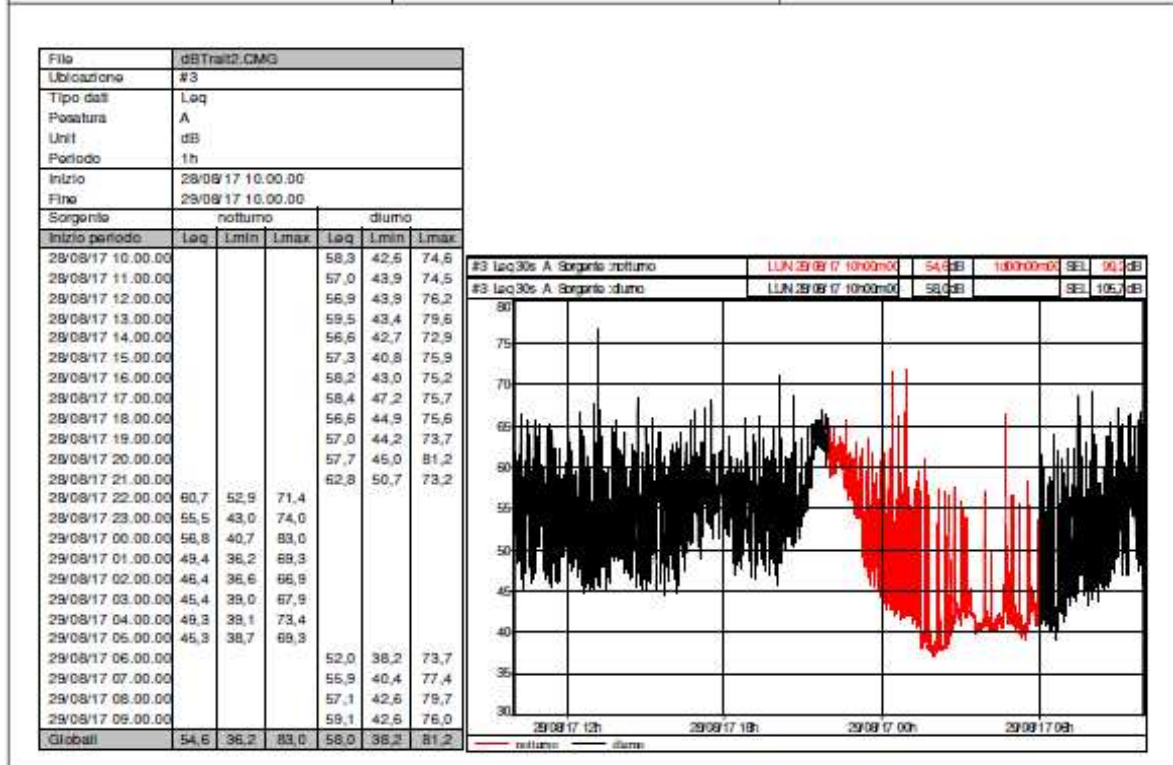 File dBTrait2.CMG
Ubicazione #3
Tipo dati Leq
Pesatura A
Unit dB
Periodo 1h
Inizio 28/08/17 10.00.00
Fine 29/08/17 10.00.00
Sorgente notturno diurno
Inizio periodo Leq Lmin Lmax Leq Lmin Lmax
28/08/17 10.00.00 58,3 42,6 74,6
28/08/17 11.00.00 57,0 43,9 74,5
28/08/17 12.00.00 56,9 43,9 76,2
28/08/17 13.00.00 59,5 43,4 79,6
28/08/17 14.00.00 56,6 42,7 72,9
28/08/17 15.00.00 57,3 40,8 75,9
28/08/17 16.00.00 58,2 43,0 75,2
28/08/17 17.00.00 58,4 47,2 75,7
28/08/17 18.00.00 56,6 44,9 75,6
28/08/17 19.00.00 57,0 44,2 73,7
28/08/17 20.00.00 57,7 45,0 81,2
28/08/17 21.00.00 62,8 50,7 73,2
28/08/17 22.00.00 60,7 52,9 71,4
28/08/17 23.00.00 55,5 43,0 74,0
29/08/17 00.00.00 56,8 40,7 83,0
29/08/17 01.00.00 49,4 36,2 69,3
29/08/17 02.00.00 46,4 36,6 66,9
29/08/17 03.00.00 45,4 39,0 67,9
29/08/17 04.00.00 49,3 39,1 73,4
29/08/17 05.00.00 45,3 38,7 69,3
29/08/17 06.00.00 52,0 38,2 73,7
29/08/17 07.00.00 55,9 40,4 77,4
29/08/17 08.00.00 57,1 42,6 79,7
29/08/17 09.00.00 59,1 42,6 76,0
Globali 54,6 36,2 83,0 58,0 38,2 81,2
#3 Leq 30s A Sorgente :notturno LUN 28/08/17 10h00m00 54,6 dB 1d00h00m00 SEL 99,2 dB
#3 Leq 30s A Sorgente :diurno LUN 28/08/17 10h00m00 58,0 dB SEL 105,7 dB
80
75
70
65
60
55
50
45
40
35
30
12h 18h 29/08/17 00h 29/08/17 06h
notturno diurno